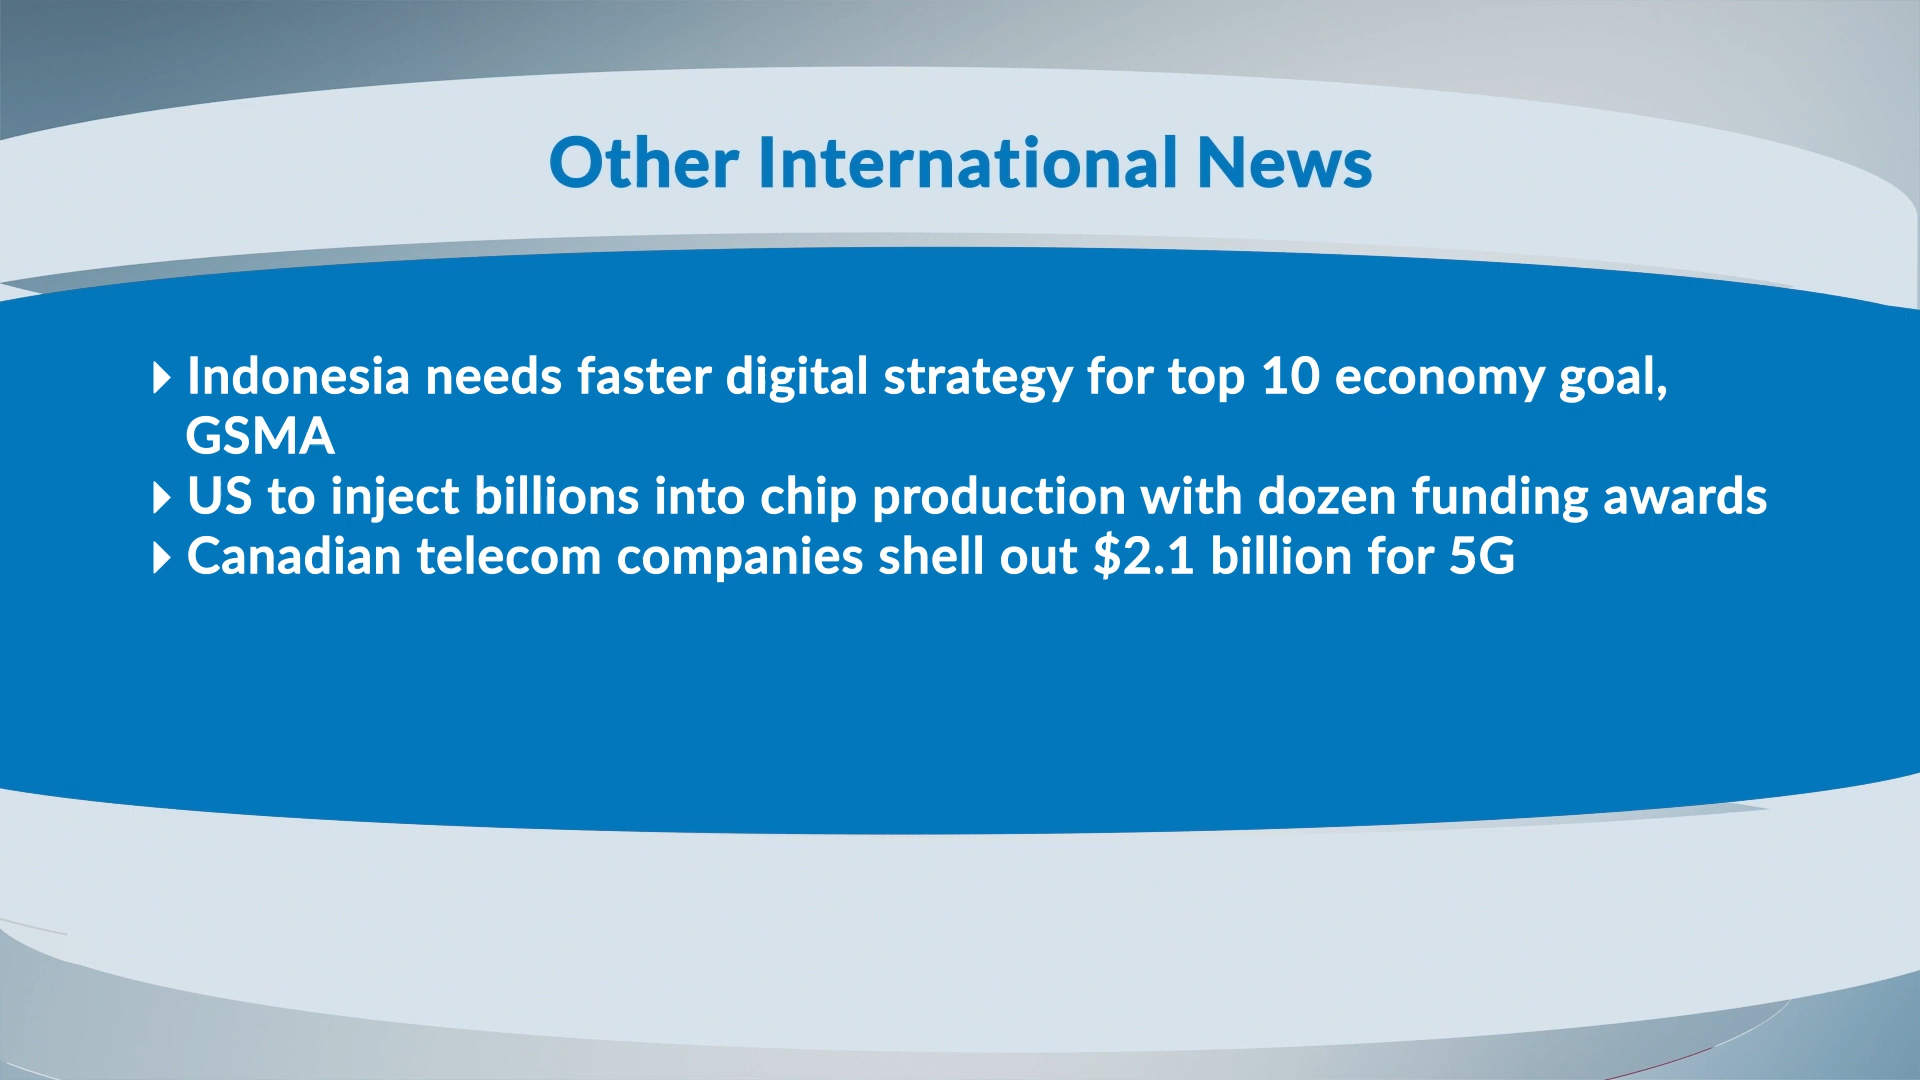 Other International News
Indonesia needs faster digital strategy for top 10 economy goal,
GSMA
US to inject billions into chip production with dozen funding awards
Canadian telecom companies shell out $2.1 billion for 5G